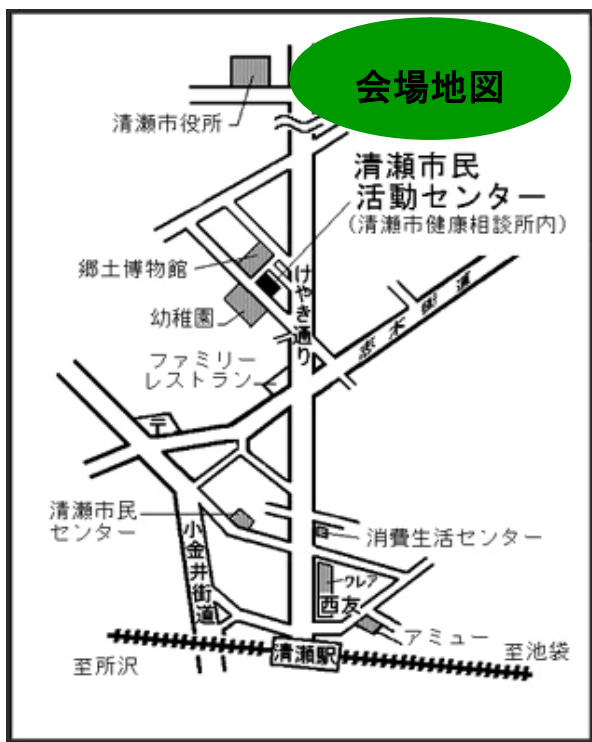 会場地図
清瀬市役所
清瀬市民
活動センター
(清瀬市健康相談所内)
郷土博物館
けやき通り
幼稚園
志木街道
ファミリー
レストラン
〒
清瀬市民
センター
小金井街道
消費生活センター
クレア
西友
アミュー
至所沢
清瀬駅
至池袋